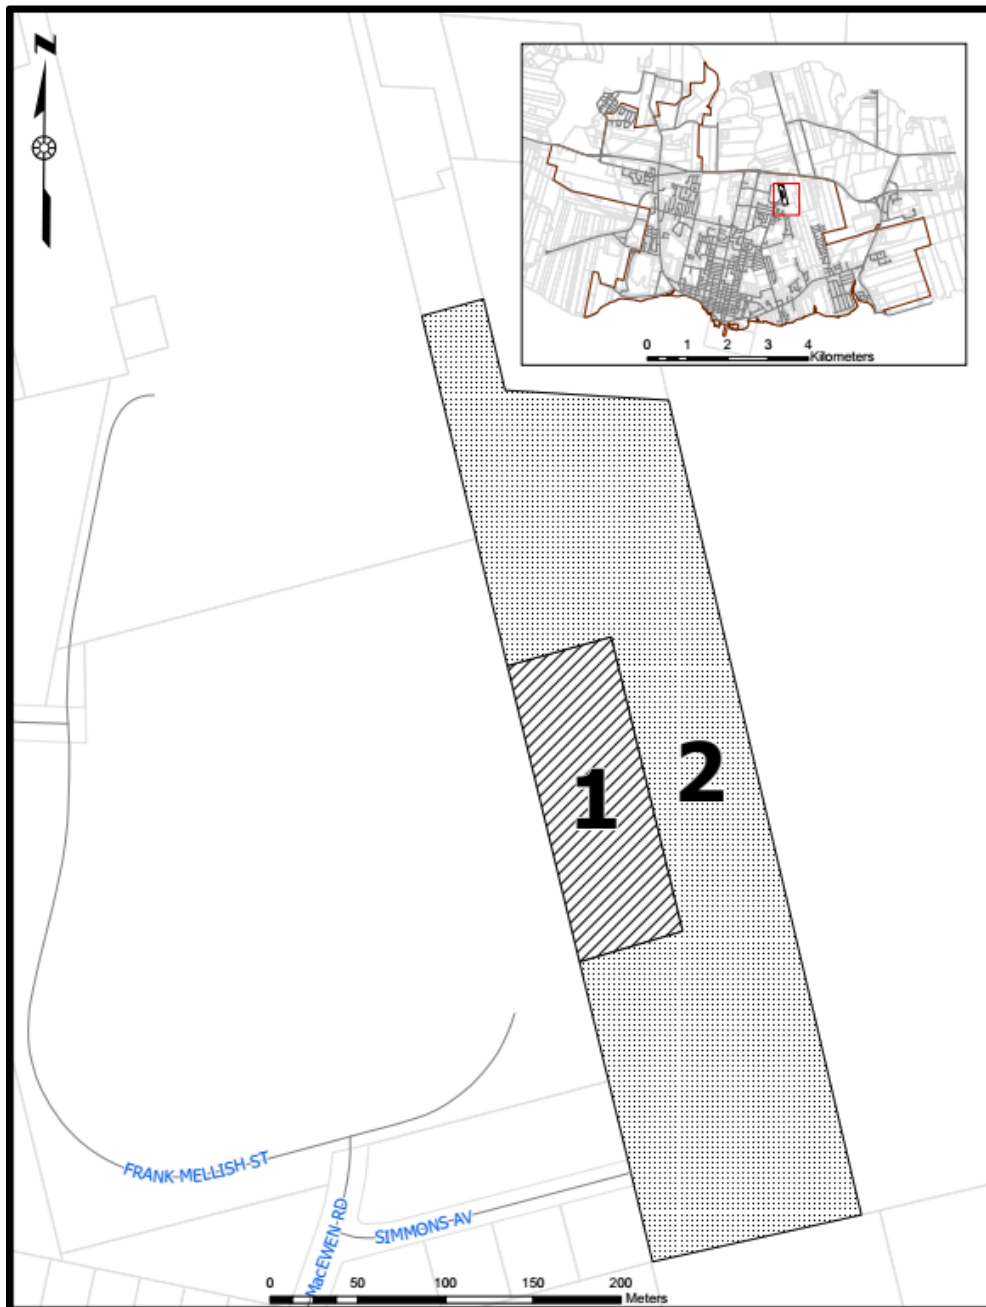 N
0 1 2 3 4
Kilometers
1
2
FRANK MELLISH ST
MacEWEN RD
SIMMONS AV
0 50 100 150 200
Meters